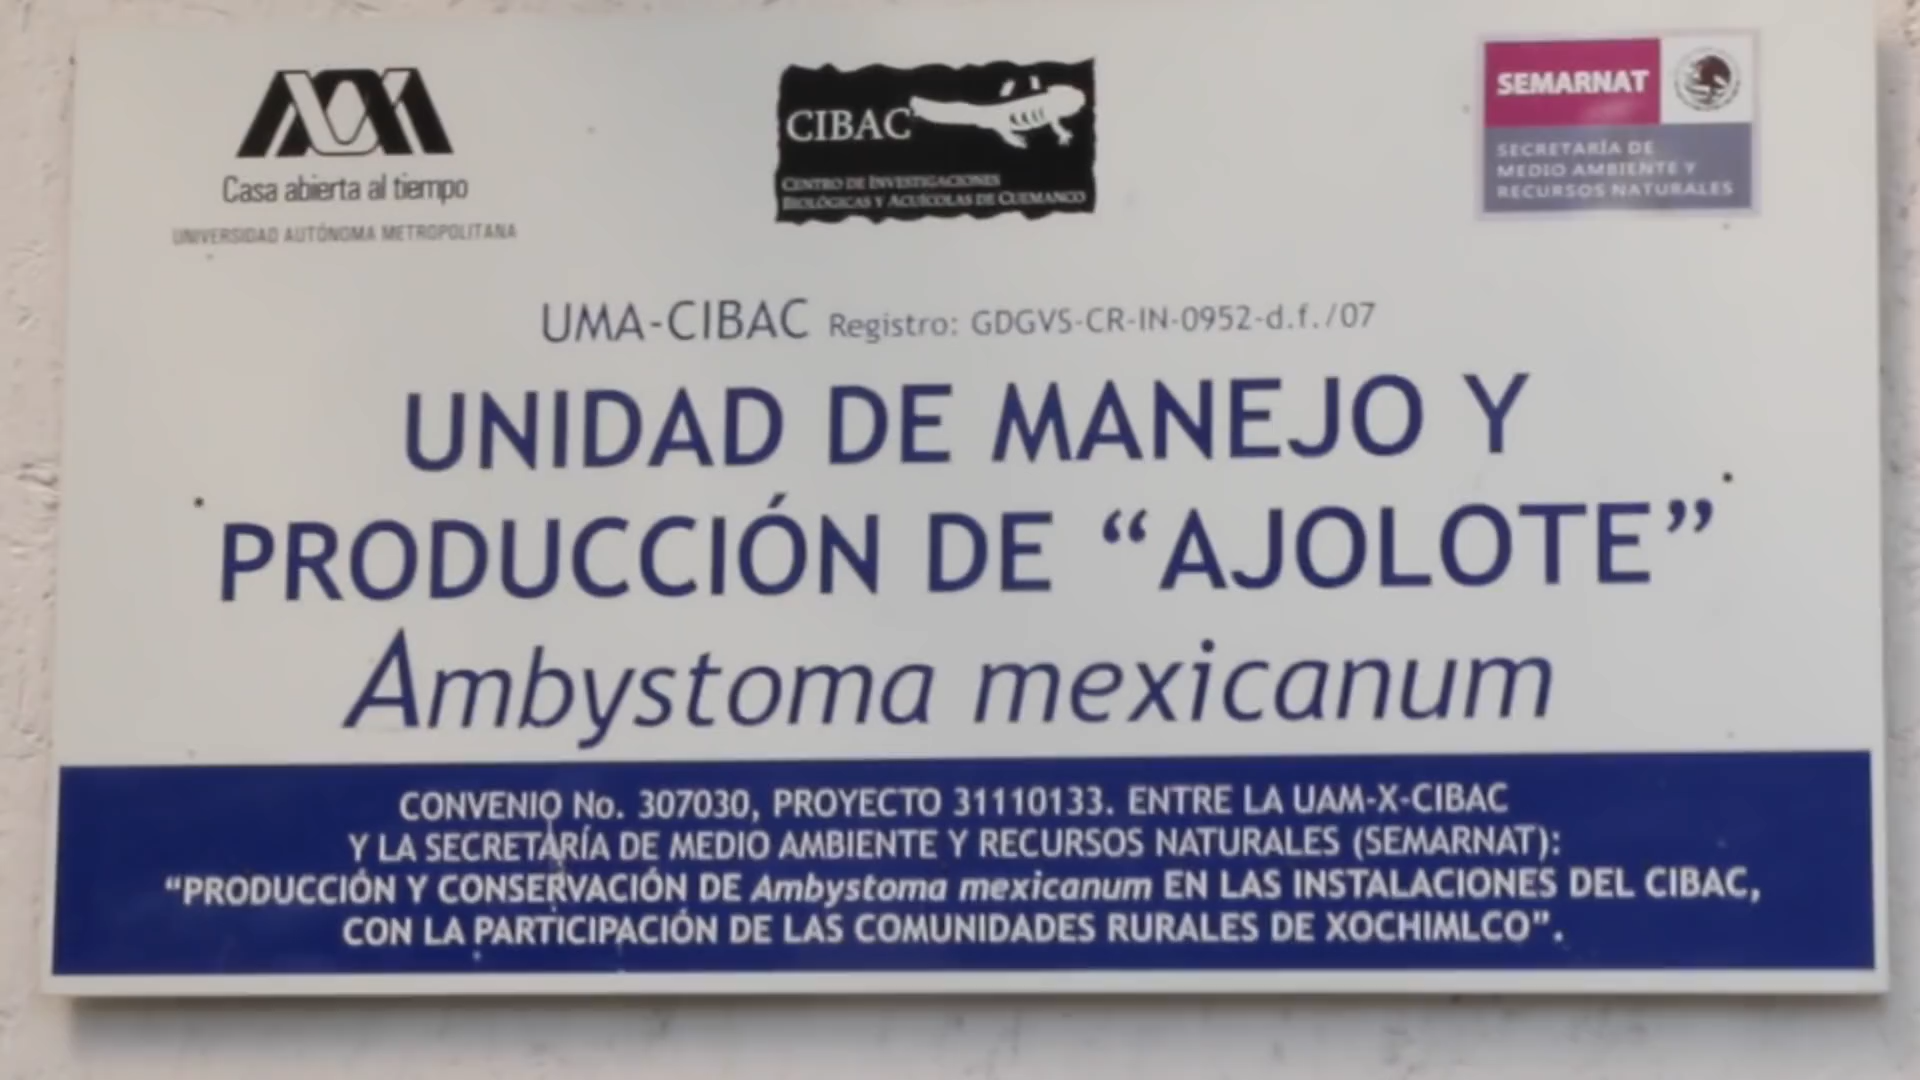 Casa abierta al tiempo
UNIVERSIDAD AUTÓNOMA METROPOLITANA
CIBAC
CENTRO DE INVESTIGACIONES
BIOLÓGICAS Y ACUÍCOLAS DE CUEMANCO
SEMARNAT
SECRETARÍA DE
MEDIO AMBIENTE Y
RECURSOS NATURALES
UMA-CIBAC Registro: GDGVS-CR-IN-0952-d.f./07
UNIDAD DE MANEJO Y
PRODUCCIÓN DE “AJOLOTE”
Ambystoma mexicanum
CONVENIO No. 307030, PROYECTO 31110133. ENTRE LA UAM-X-CIBAC
Y LA SECRETARÍA DE MEDIO AMBIENTE Y RECURSOS NATURALES (SEMARNAT):
“PRODUCCIÓN Y CONSERVACIÓN DE Ambystoma mexicanum EN LAS INSTALACIONES DEL CIBAC,
CON LA PARTICIPACIÓN DE LAS COMUNIDADES RURALES DE XOCHIMLCO”.